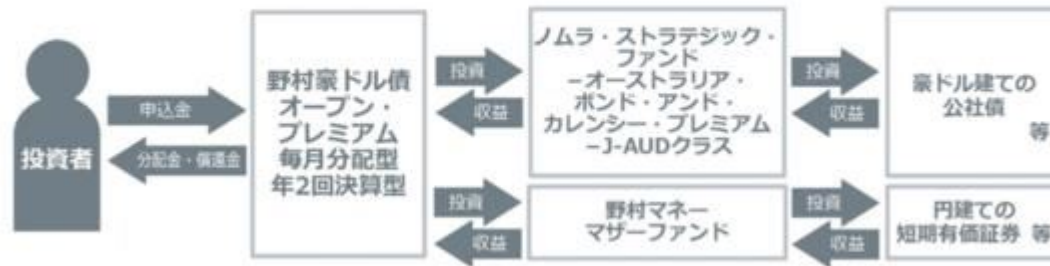 投資者
申込金
分配金・償還金
野村豪ドル債
オープン・
プレミアム
毎月分配型
年2回決算型
投資
収益
ノムラ・ストラテジック・
ファンド
－オーストラリア・
ボンド・アンド・
カレンシー・プレミアム
－J-AUDクラス
投資
収益
豪ドル建ての
公社債
等
投資
収益
野村マネー
マザーファンド
投資
収益
円建ての
短期有価証券 等